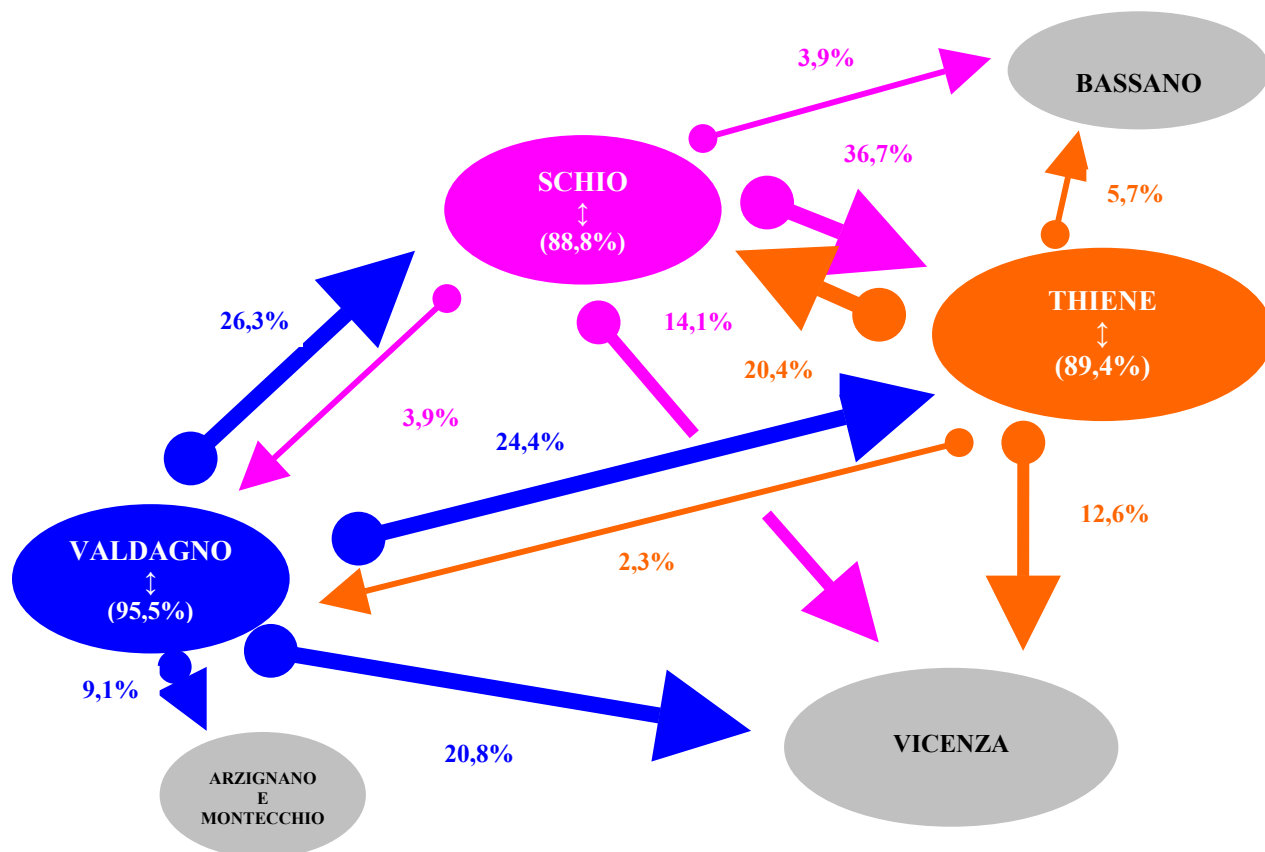 3,9%
BASSANO
36,7%
SCHIO
↕
(88,8%)
5,7%
THIENE
↕
(89,4%)
26,3%
14,1%
20,4%
3,9%
24,4%
12,6%
VALDAGNO
↕
(95,5%)
2,3%
9,1%
20,8%
VICENZA
ARZIGNANO
E
MONTECCHIO